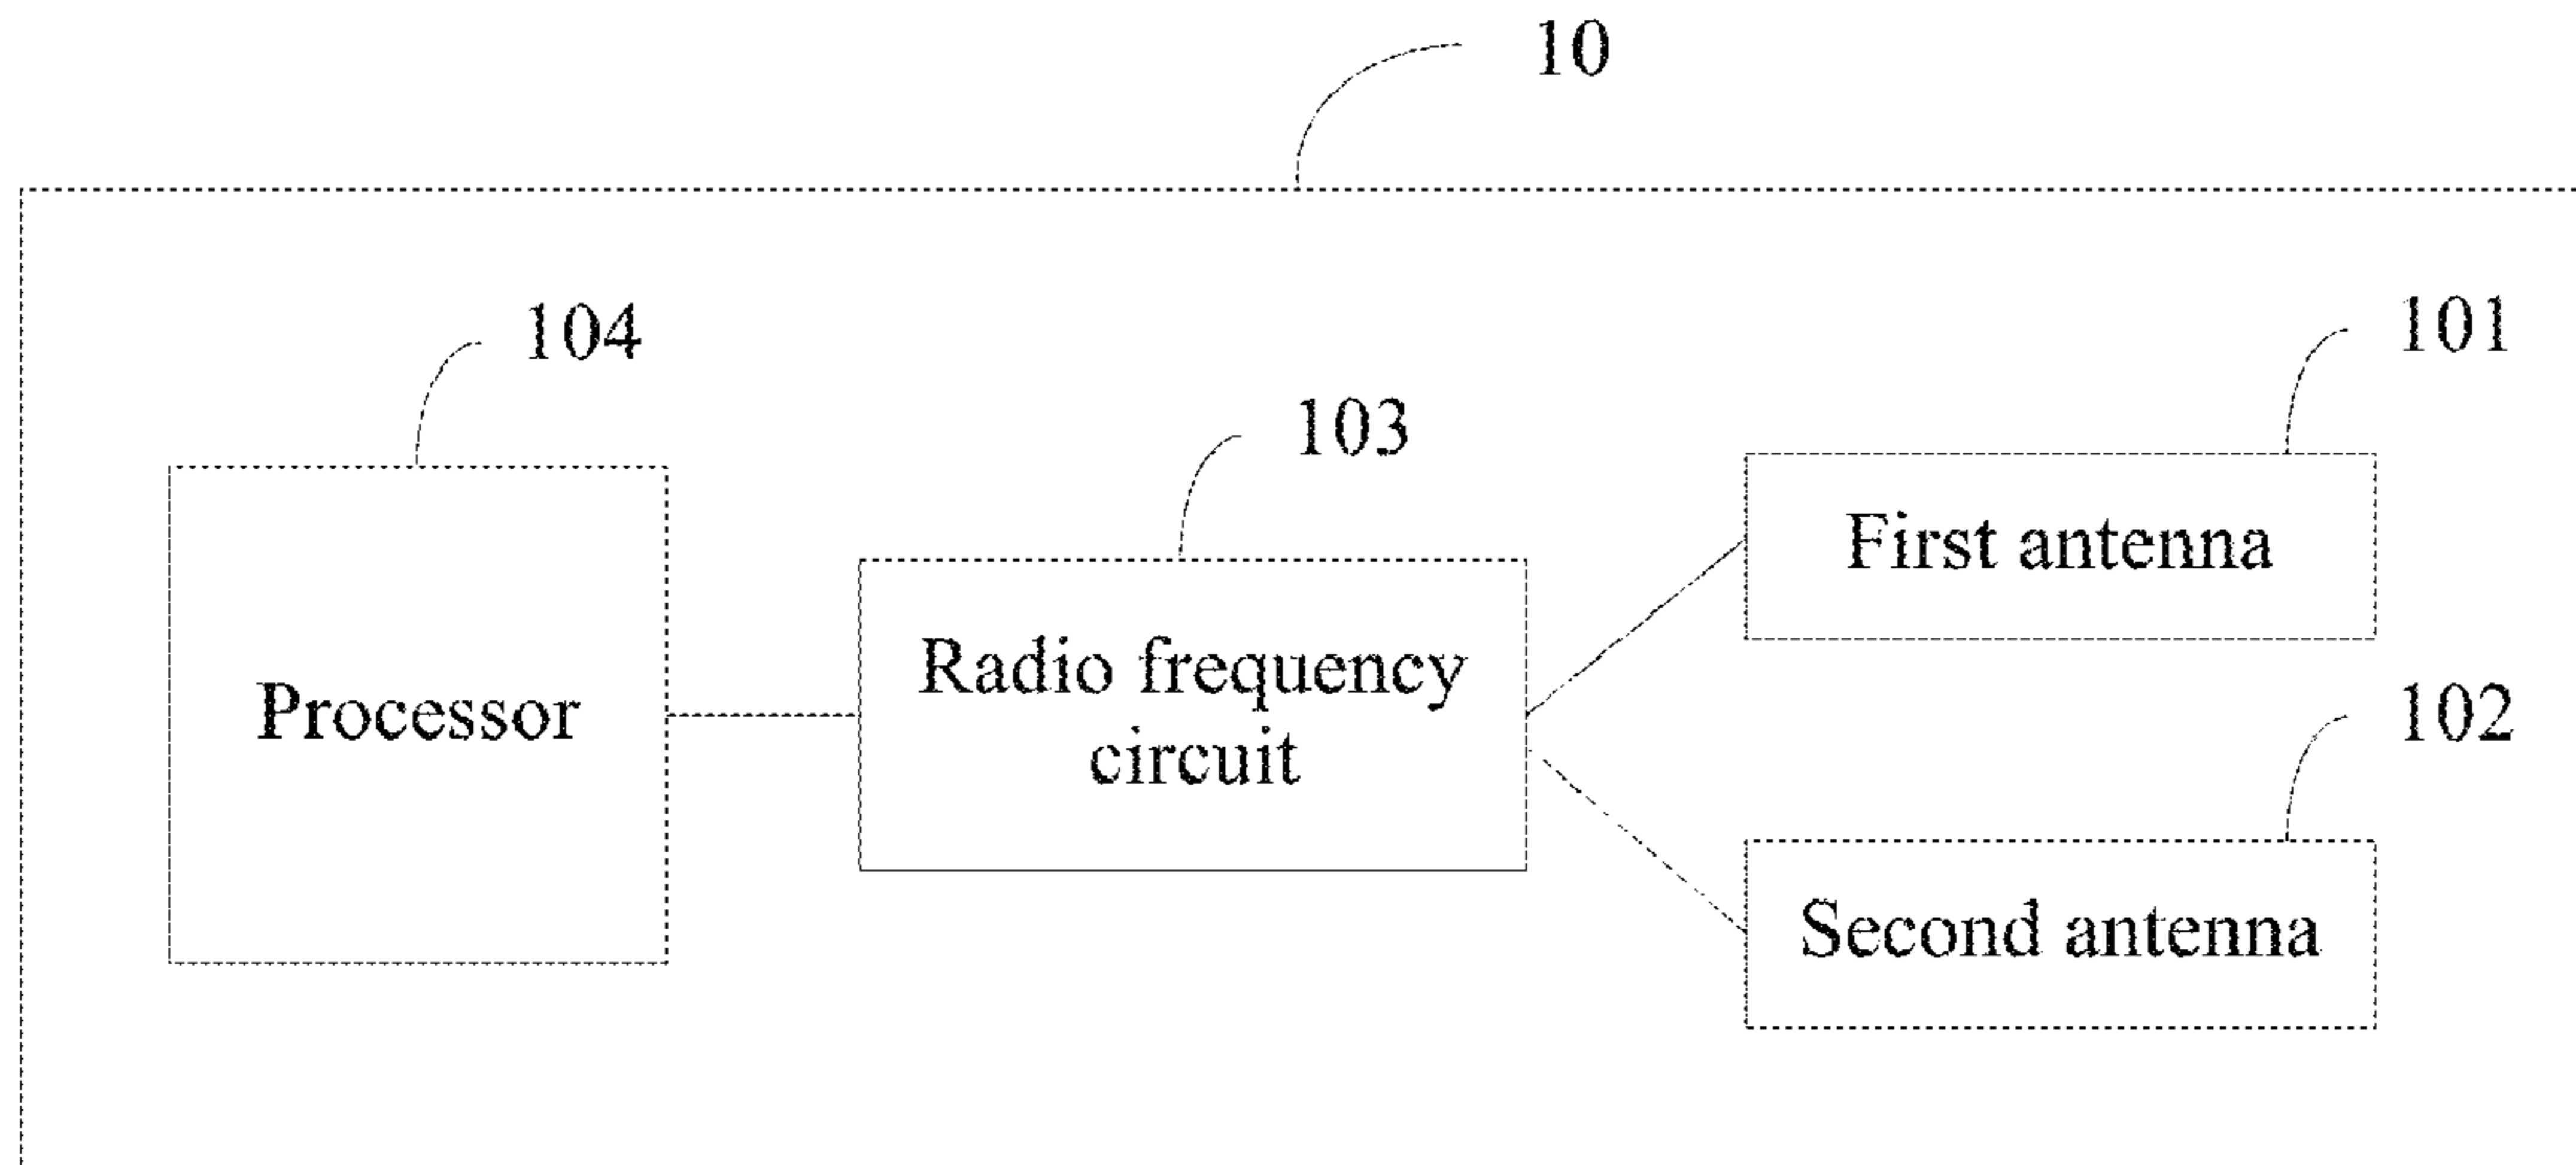 10
104
103
101
First antenna
Processor
Radio frequency
circuit
102
Second antenna